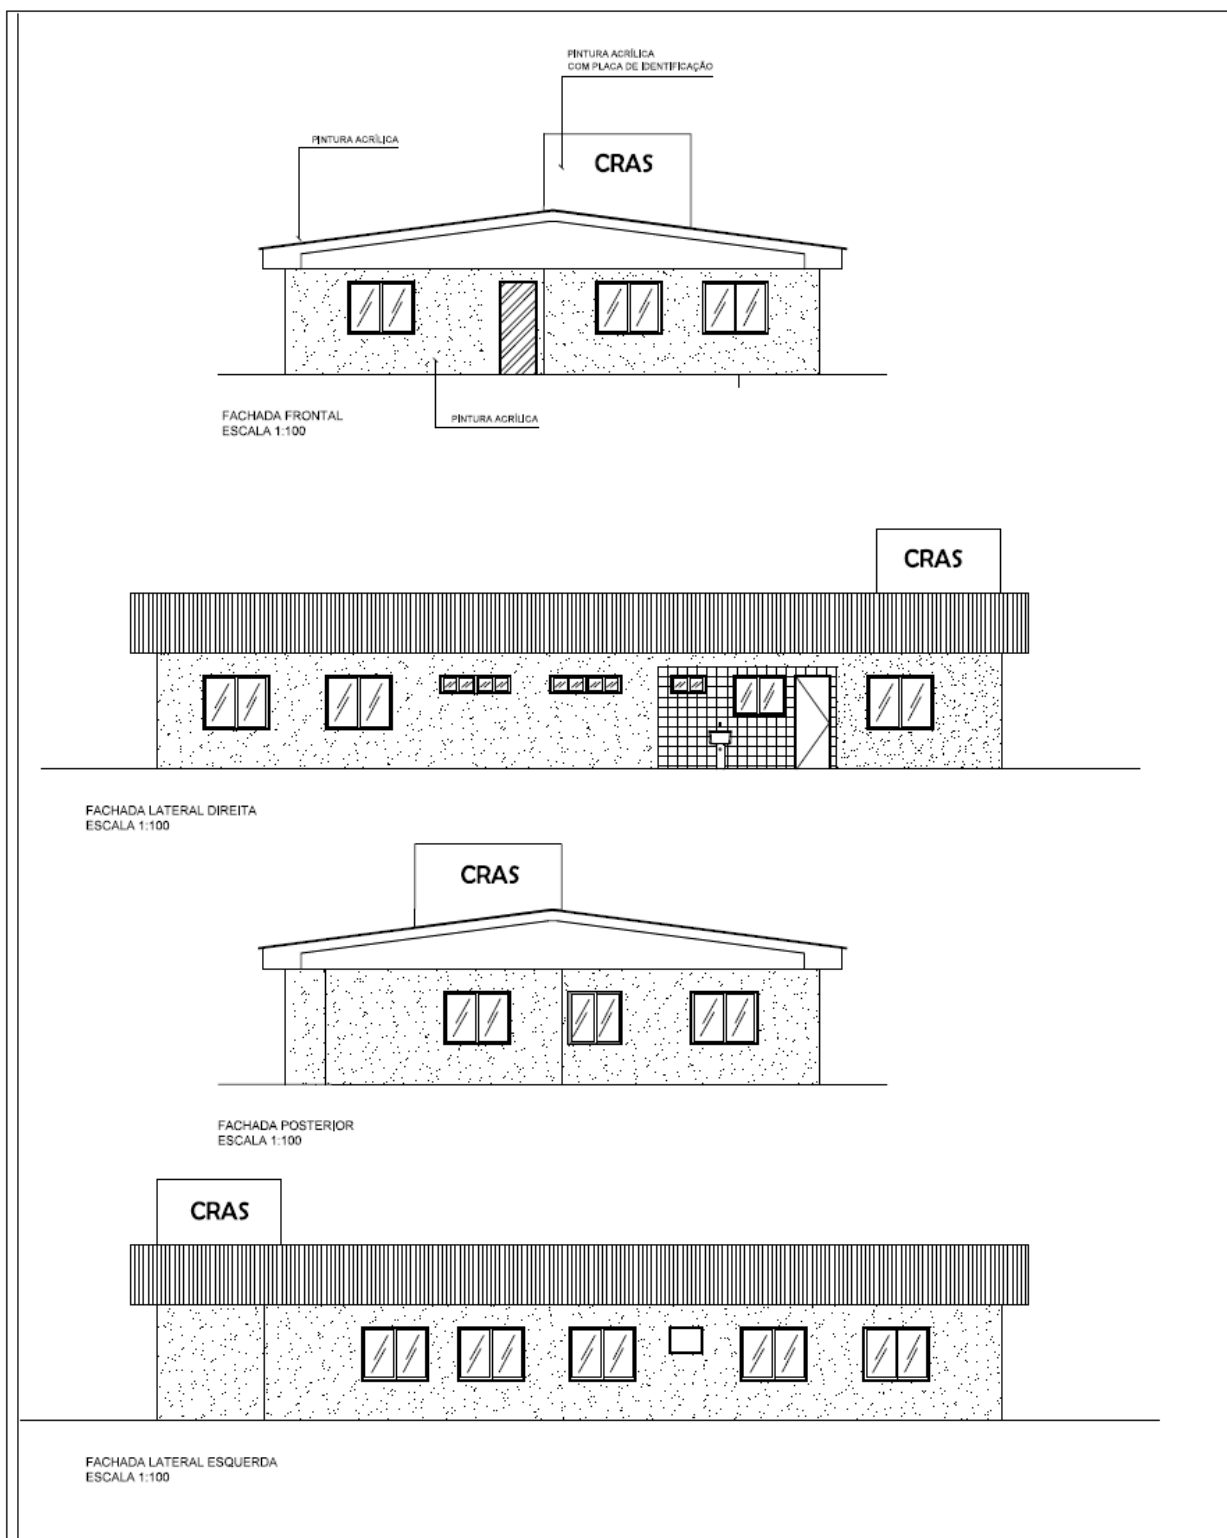 PINTURA ACRÍLICA
COM PLACA DE IDENTIFICAÇÃO
PINTURA ACRÍLICA
CRAS
FACHADA FRONTAL
ESCALA 1:100
PINTURA ACRÍLICA
CRAS
FACHADA LATERAL DIREITA
ESCALA 1:100
CRAS
FACHADA POSTERIOR
ESCALA 1:100
CRAS
FACHADA LATERAL ESQUERDA
ESCALA 1:100